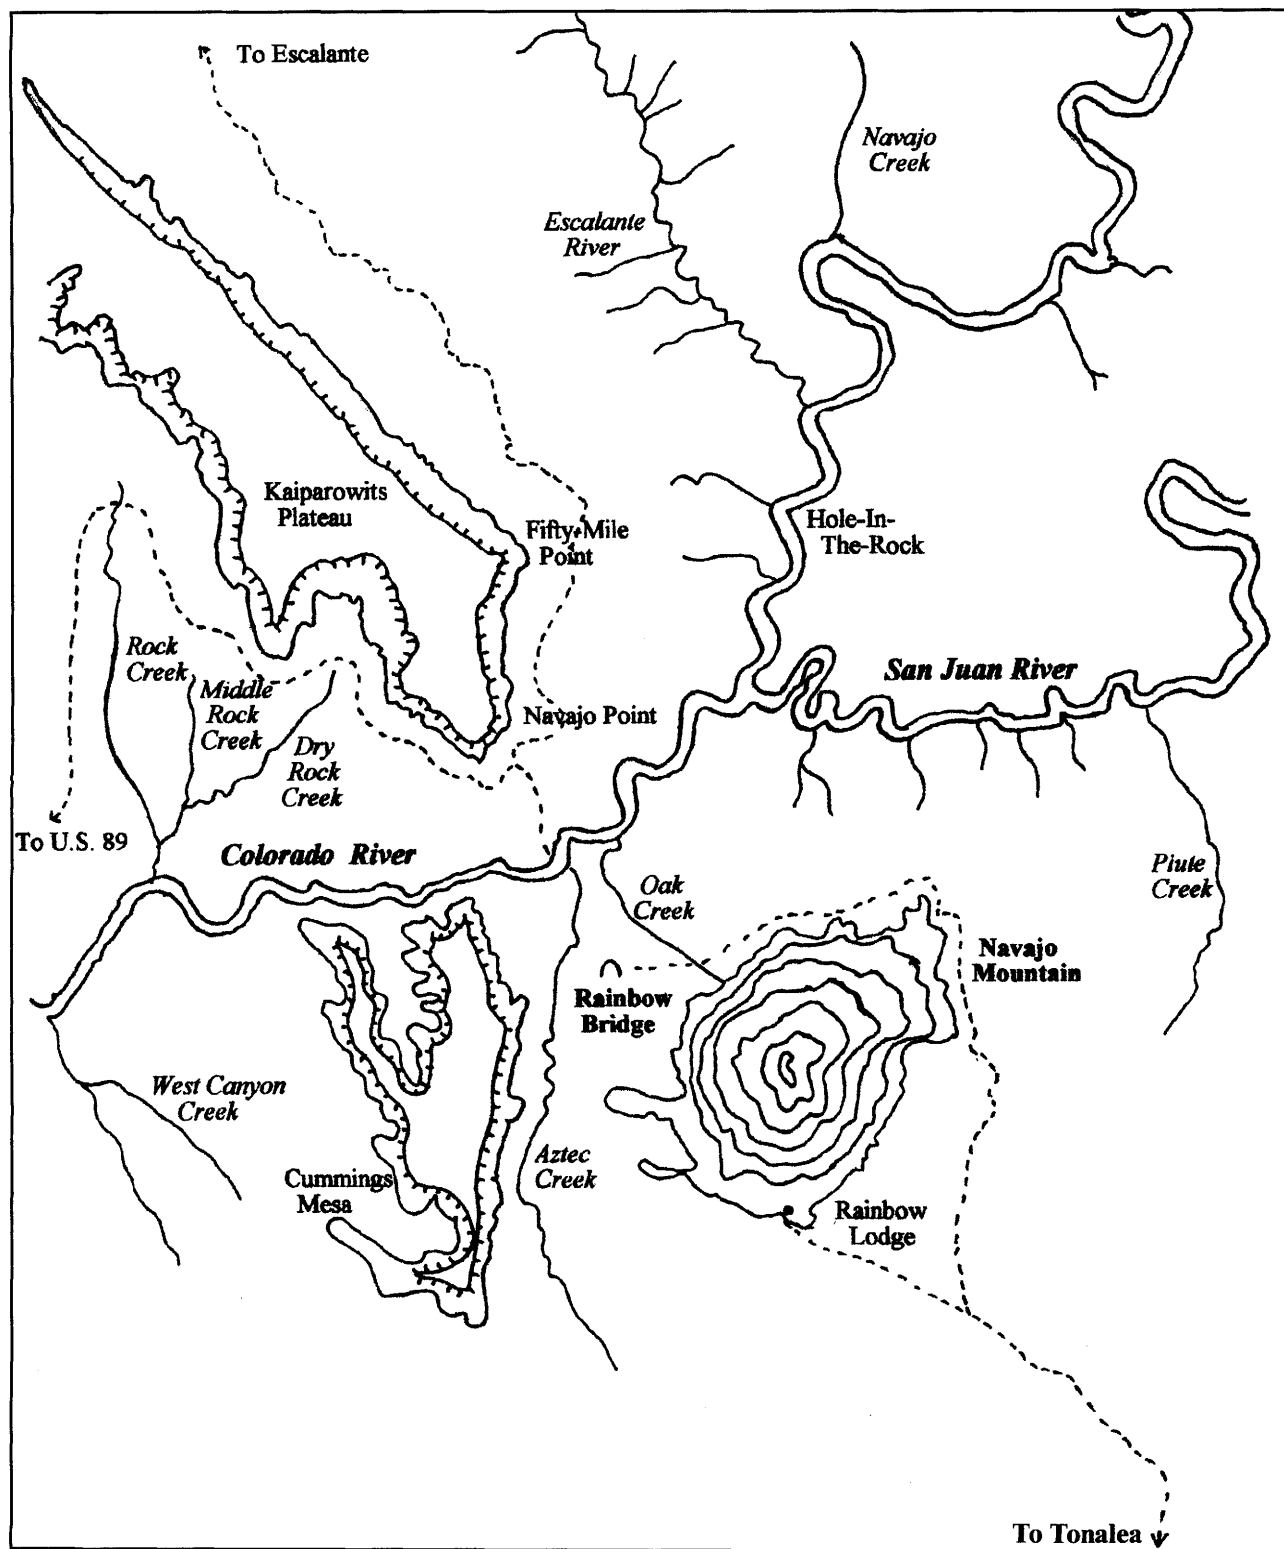 To Escalante
Navajo
Creek
Escalante
River
Kaiparowits
Plateau
Fifty-Mile
Point
Hole-In-
The-Rock
Rock
Creek
Middle
Rock
Creek
San Juan River
Navajo Point
Dry
Rock
Creek
To U.S. 89
Colorado River
Oak
Creek
Piute
Creek
Navajo
Mountain
Rainbow
Bridge
West Canyon
Creek
Aztec
Creek
Cummings
Mesa
Rainbow
Lodge
To Tonalea